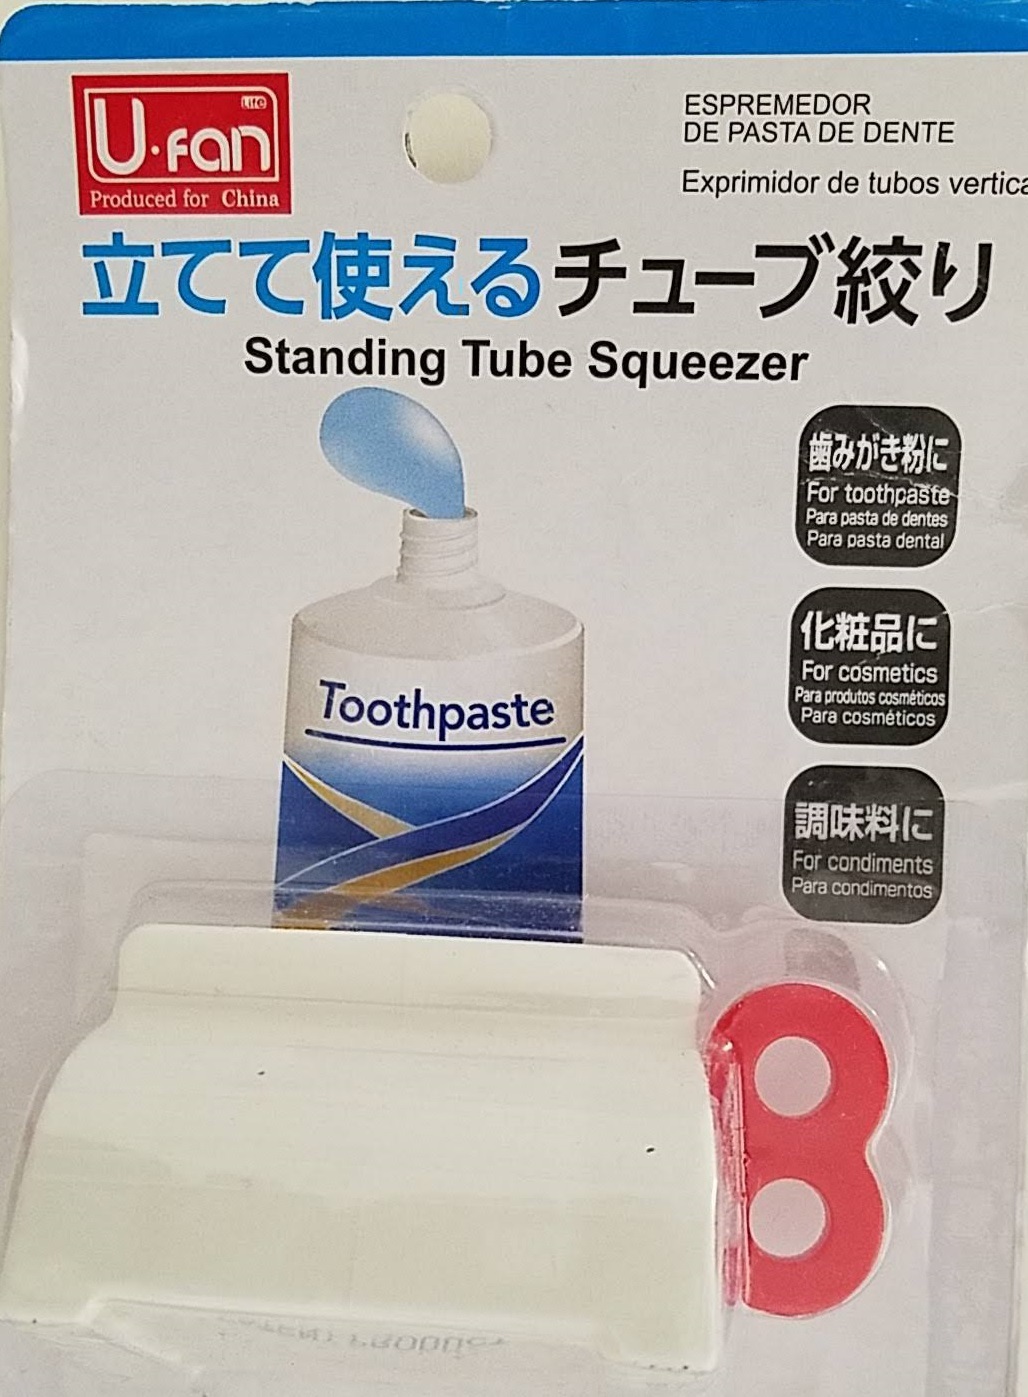 U·fan
Life
Produced for China
ESPREMEDOR
DE PASTA DE DENTE
Exprimidor de tubos
立てて使えるチューブ絞り
Standing Tube Squeezer
歯みがき粉に
For toothpaste
Para pasta de dentes
Para pasta dental
Toothpaste
化粧品に
For cosmetics
Para produtos cosméticos
Para cosméticos
調味料に
For condiments
Para condimentos
PATENT PRODUCT